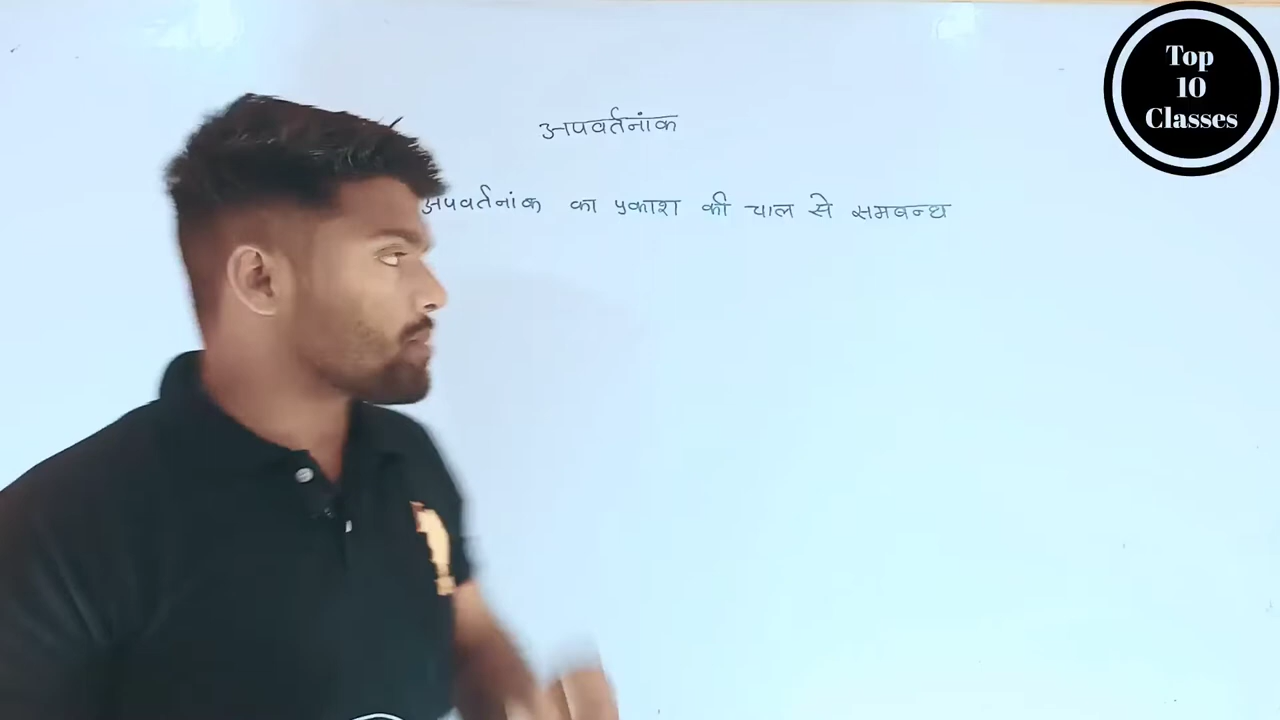 अपवर्तनांक
अपवर्तनांक का प्रकाश की चाल से समबन्ध
Top
10
Classes